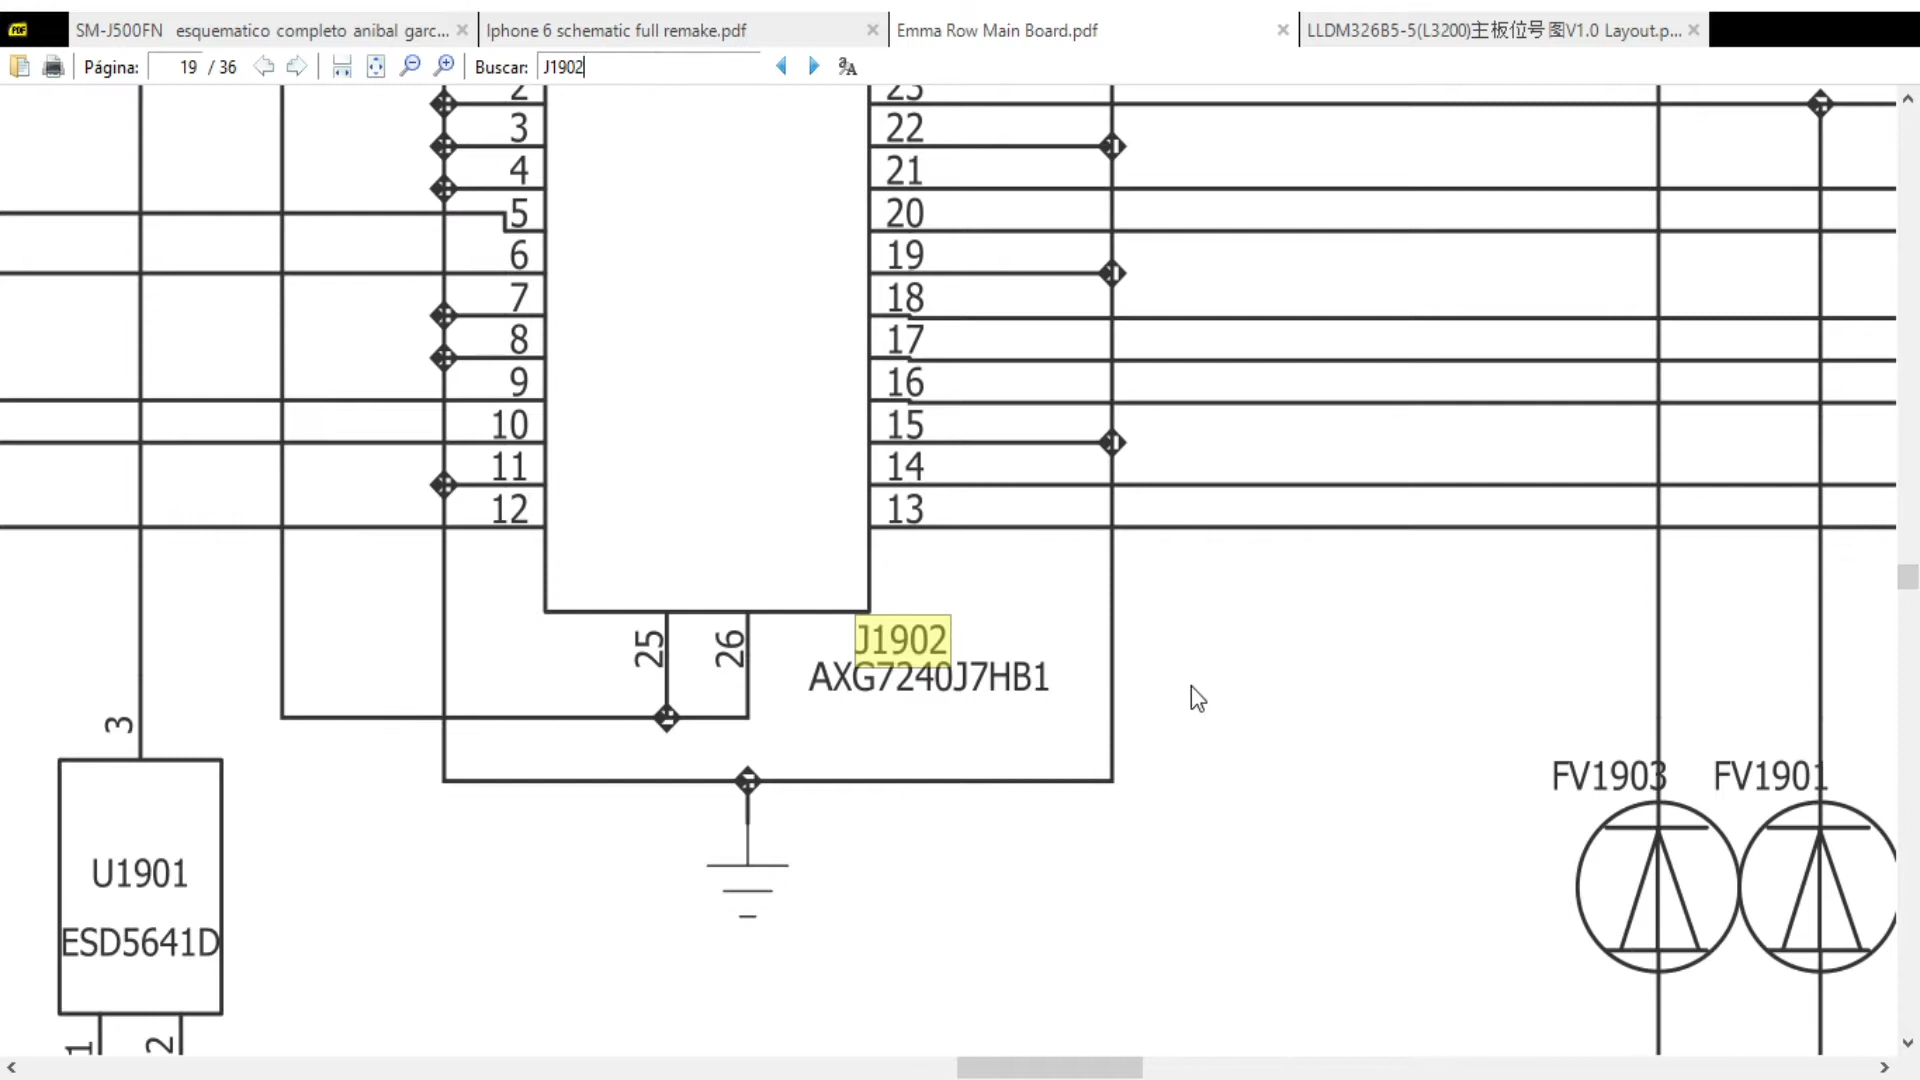 SM-J500FN esquematico completo anibal garc...
Iphone 6 schematic full remake.pdf
Emma Row Main Board.pdf
LLDM326B5-5(L3200)主板位号图V1.0 Layout.p...
PDF
Página: 19 / 36
Buscar: J1902
2
3
4
5
6
7
8
9
10
11
12
23
22
21
20
19
18
17
16
15
14
13
25
26
J1902
AXG7240J7HB1
3
U1901
ESD5641D
1
2
FV1903
FV1901